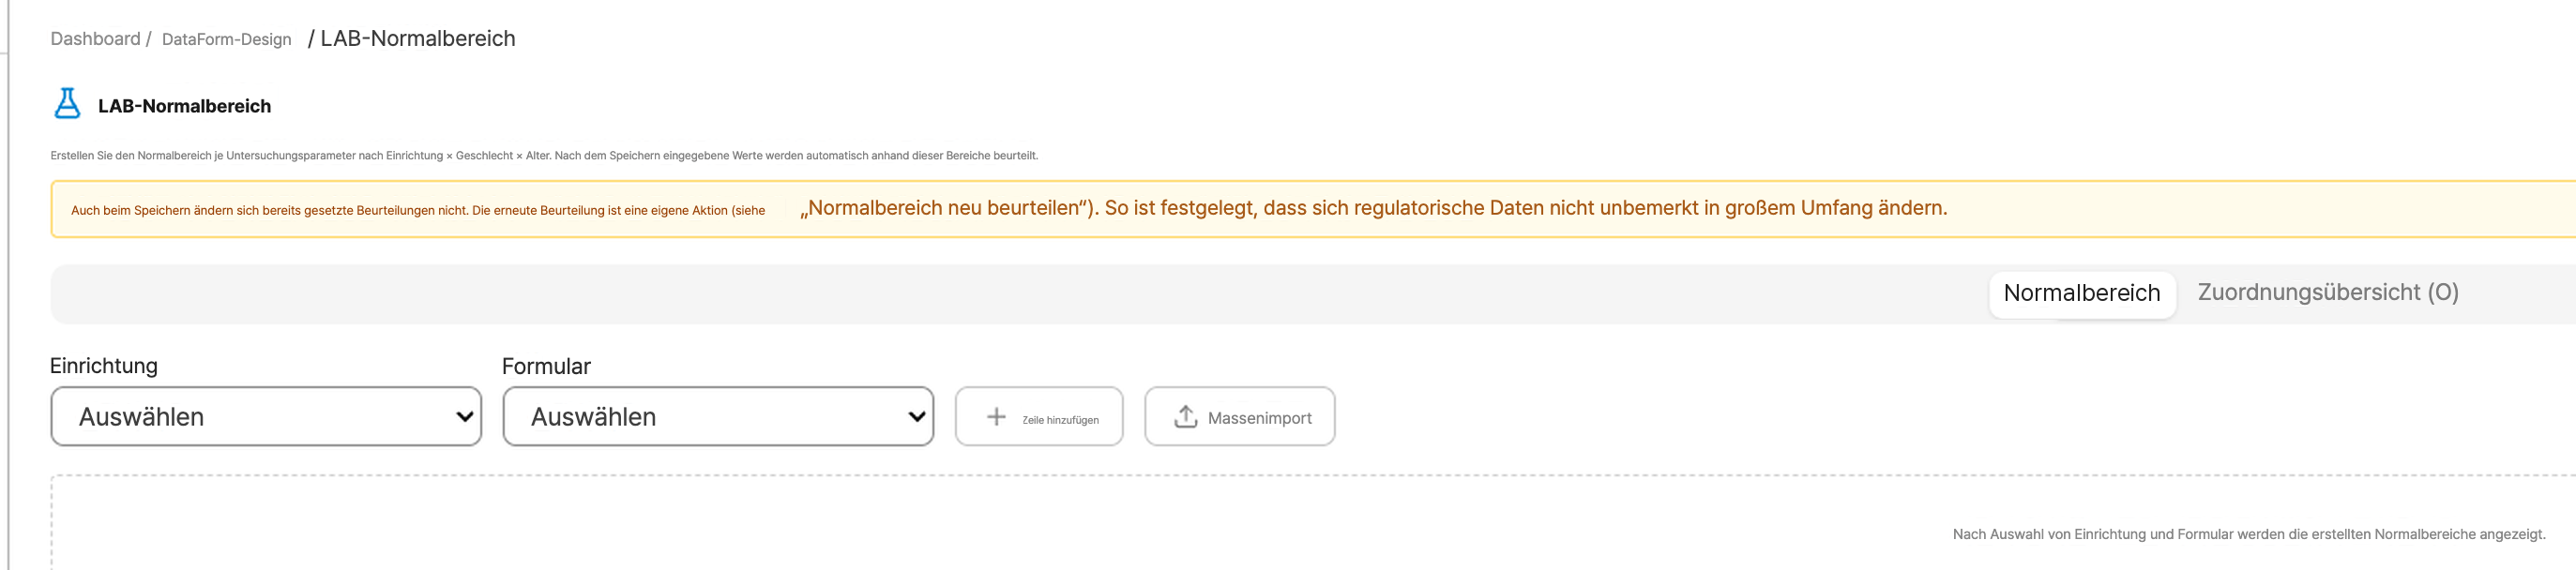 Dashboard / DataForm-Design / LAB-Normalbereich
LAB-Normalbereich
Erstellen Sie den Normalbereich je Untersuchungsparameter nach Einrichtung × Geschlecht × Alter. Nach dem Speichern eingegebene Werte werden automatisch anhand dieser Bereiche beurteilt.
Auch beim Speichern ändern sich bereits gesetzte Beurteilungen nicht. Die erneute Beurteilung ist eine eigene Aktion (siehe „Normalbereich neu beurteilen“). So ist festgelegt, dass sich regulatorische Daten nicht unbemerkt in großem Umfang ändern.
Normalbereich Zuordnungsübersicht (O)
Einrichtung Formular
Auswählen Auswählen Zeile hinzufügen Massenimport
Nach Auswahl von Einrichtung und Formular werden die erstellten Normalbereiche angezeigt.